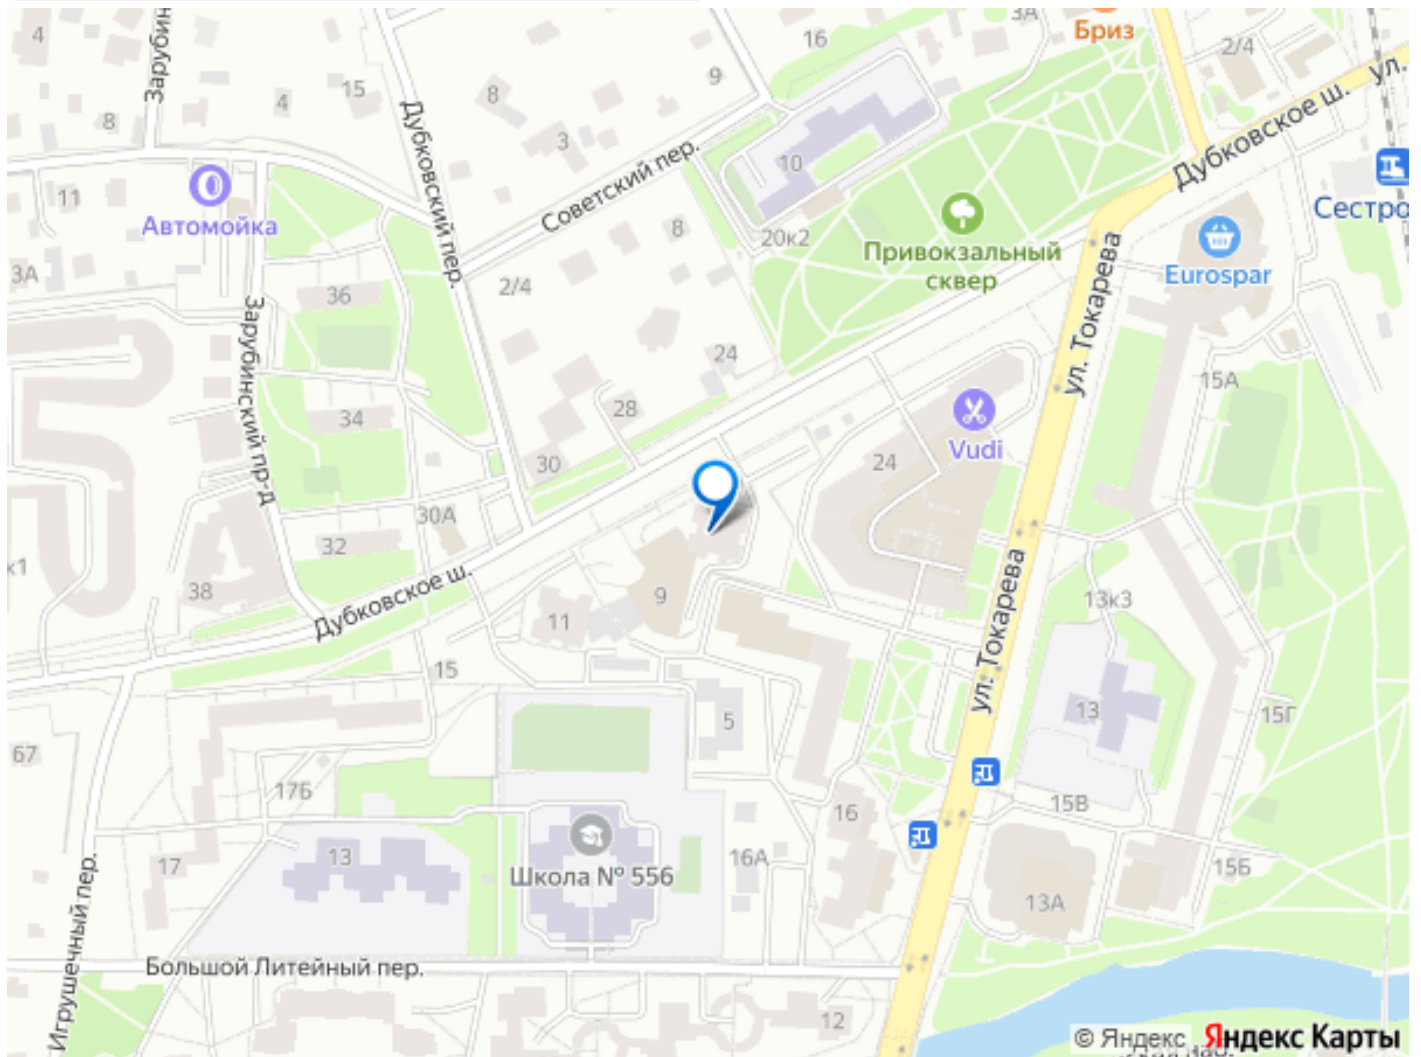 4
Зарубин
16
3А
Бриз
2/4
Дубковское ш.
ул.
9
8
15
4
8
3
Дубковский пер.
Советский пер.
10
11
Автомойка
8
20к2
Привокзальный
сквер
Сестро
Eurospar
3А
36
2/4
ул. Токарева
Зарубинский пр-д
24
15А
34
28
Vudi
30
24
30А
32
к1
38
Дубковское ш.
9
11
13к3
ул. Токарева
15
5
13
15Г
67
17Б
15В
16
17
13
Школа № 556
16А
15Б
13А
Игрушечный пер.
Большой Литейный пер.
12
© Яндекс Яндекс Карты